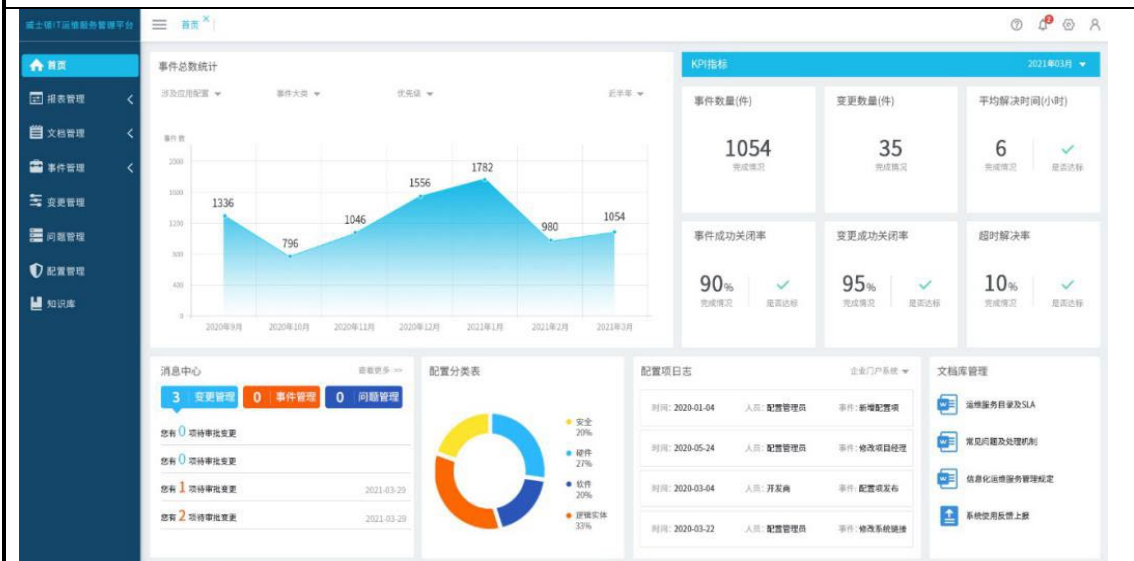 威士顿IT运维服务管理平台
首页
2
首页
报表管理
文档管理
事件管理
变更管理
问题管理
配置管理
知识库
事件总数统计
涉及应用配置
事件大类
优先级
近半年
事件数
2000
1600
1200
800
400
0
1336
796
1046
1556
1782
980
1054
2020年9月
2020年10月
2020年11月
2020年12月
2021年1月
2021年2月
2021年3月
KPI指标
2021年03月
事件数量(件)
1054
完成情况
变更数量(件)
35
完成情况
平均解决时间(小时)
6
完成情况
是否达标
事件成功关闭率
90%
完成情况
是否达标
变更成功关闭率
95%
完成情况
是否达标
超时解决率
10%
完成情况
是否达标
消息中心
查看更多 >>
3 变更管理
0 事件管理
0 问题管理
您有 0 项待审批变更
您有 0 项待审批变更
您有 1 项待审批变更 2021-03-29
您有 2 项待审批变更 2021-03-29
配置分类表
安全
20%
硬件
27%
软件
20%
逻辑实体
33%
配置项日志
企业门户系统
时间: 2020-01-04 人员: 配置管理员 事件: 新增配置项
时间: 2020-05-24 人员: 配置管理员 事件: 修改项目经理
时间: 2020-03-04 人员: 开发商 事件: 配置项发布
时间: 2020-03-22 人员: 配置管理员 事件: 修改系统链接
文档库管理
运维服务目录及SLA
常见问题及处理机制
信息化运维服务管理规定
系统使用反馈上报